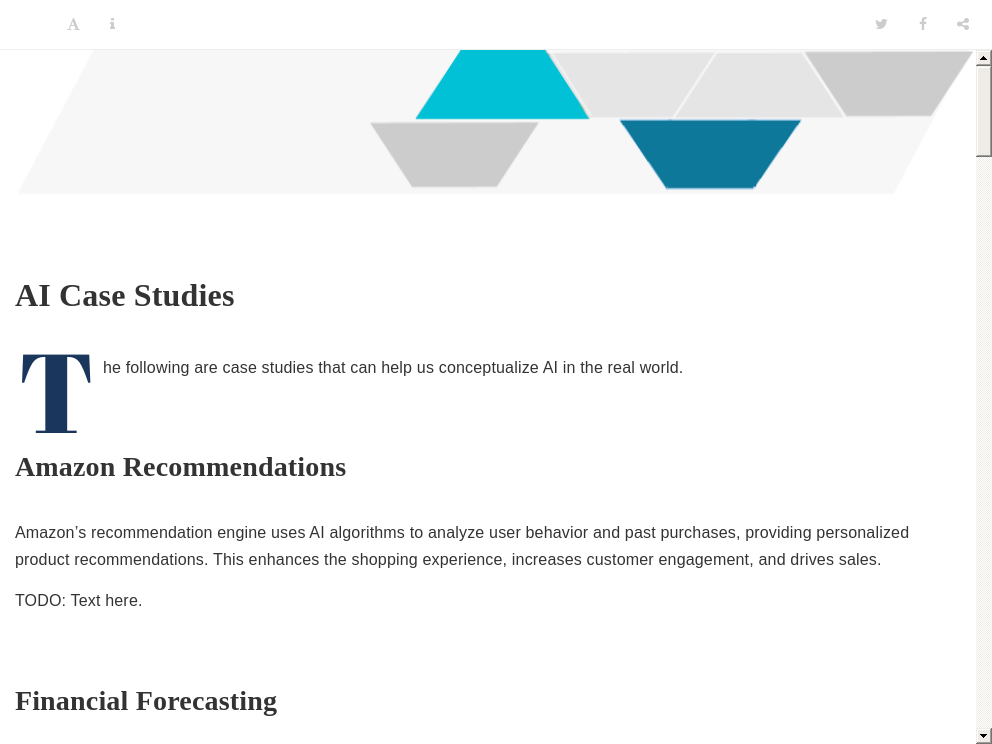 AI Case Studies
The following are case studies that can help us conceptualize AI in the real world.
Amazon Recommendations
Amazon’s recommendation engine uses AI algorithms to analyze user behavior and past purchases, providing personalized
product recommendations. This enhances the shopping experience, increases customer engagement, and drives sales.
TODO: Text here.
Financial Forecasting